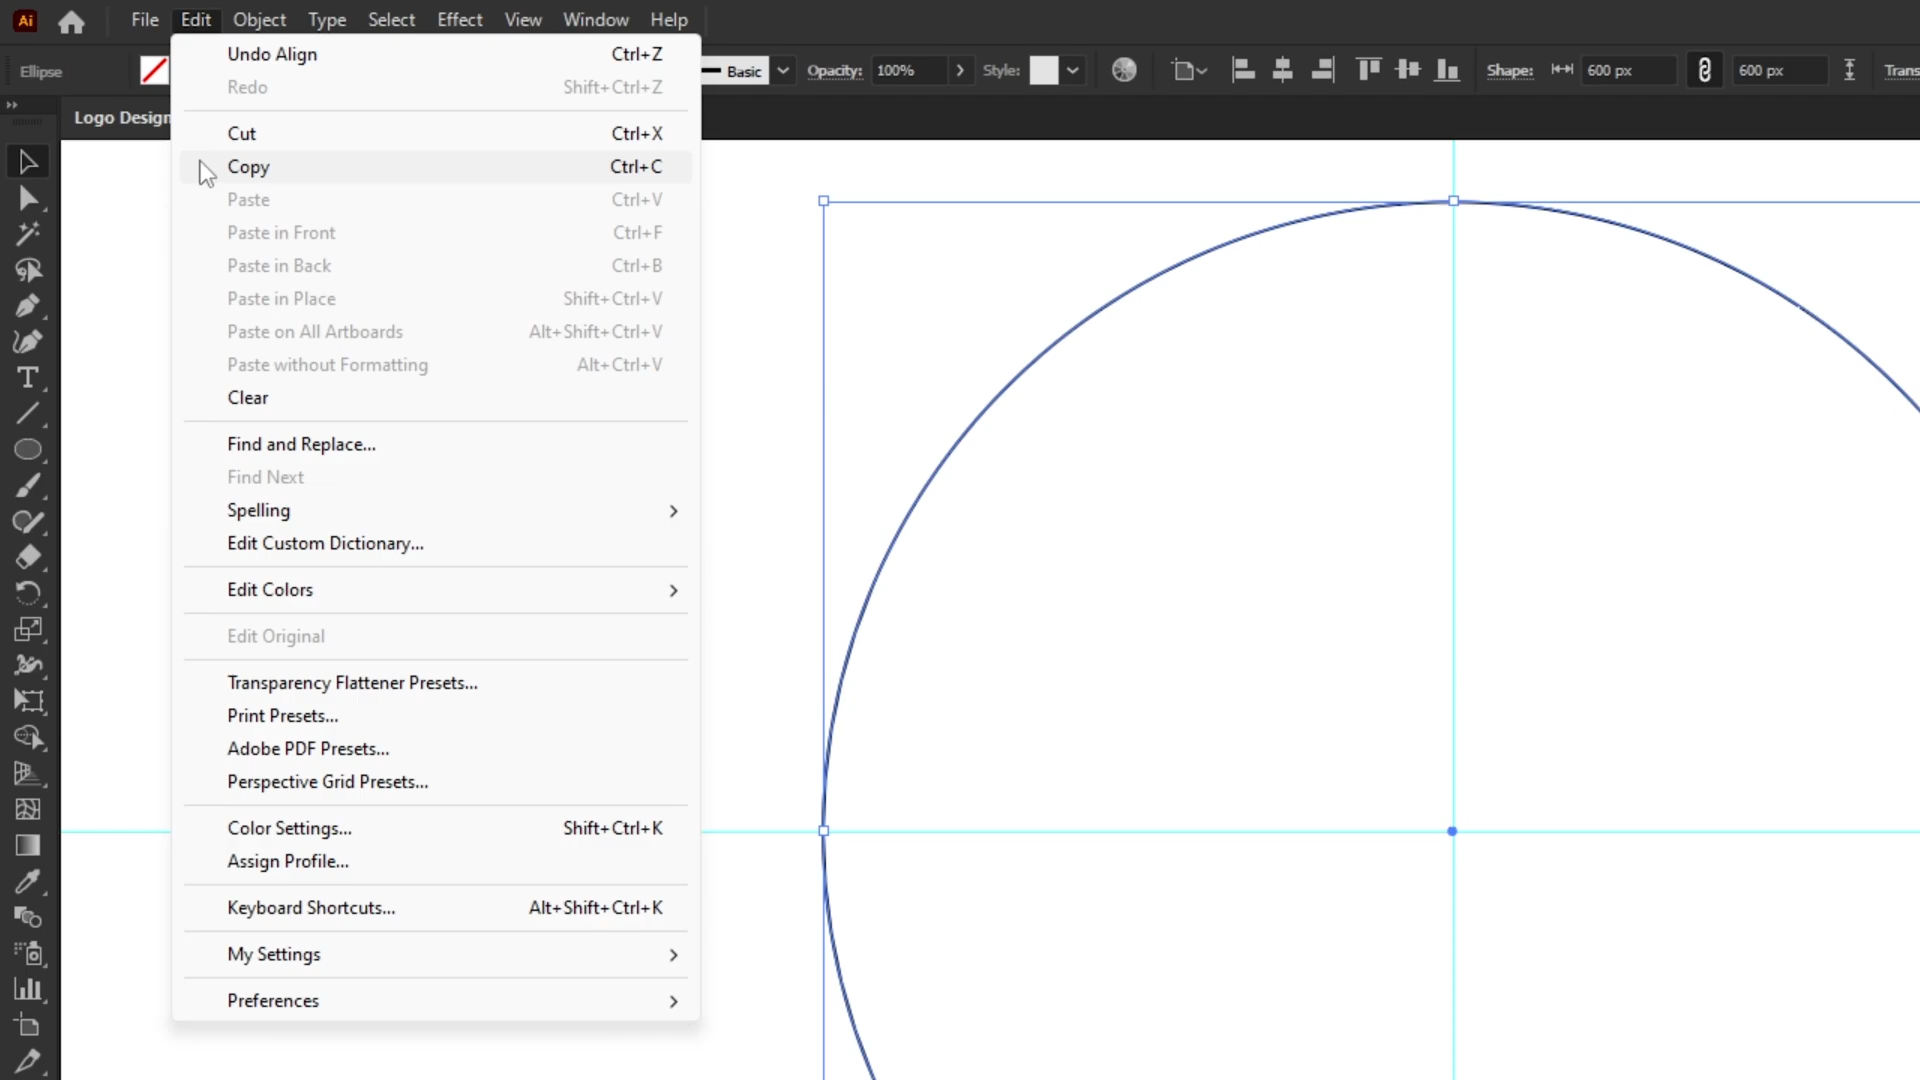 Ai File Edit Object Type Select Effect View Window Help
Ellipse Basic Opacity: 100% Style: Shape: 600 px 600 px Trans
Logo Design
Undo Align Ctrl+Z
Redo Shift+Ctrl+Z
Cut Ctrl+X
Copy Ctrl+C
Paste Ctrl+V
Paste in Front Ctrl+F
Paste in Back Ctrl+B
Paste in Place Shift+Ctrl+V
Paste on All Artboards Alt+Shift+Ctrl+V
Paste without Formatting Alt+Ctrl+V
Clear
Find and Replace...
Find Next
Spelling
Edit Custom Dictionary...
Edit Colors
Edit Original
Transparency Flattener Presets...
Print Presets...
Adobe PDF Presets...
Perspective Grid Presets...
Color Settings... Shift+Ctrl+K
Assign Profile...
Keyboard Shortcuts... Alt+Shift+Ctrl+K
My Settings
Preferences